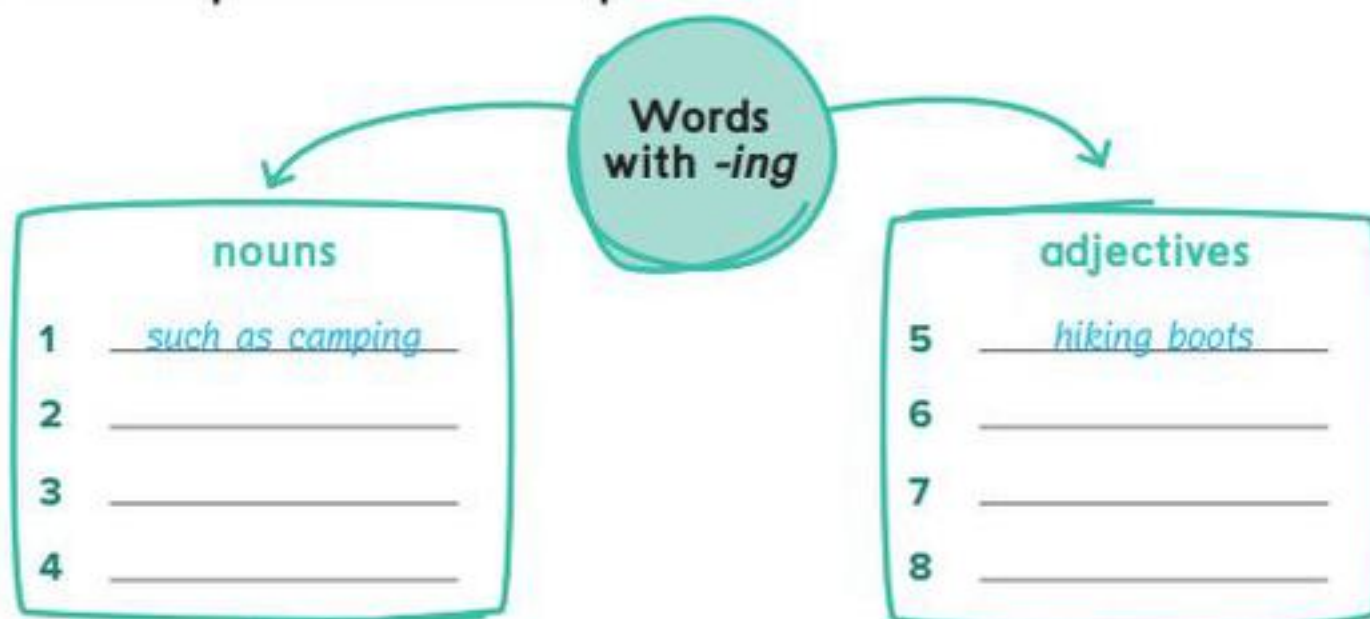 Words
with -ing
nouns
1 such as camping
2
3
4
adjectives
5 hiking boots
6
7
8